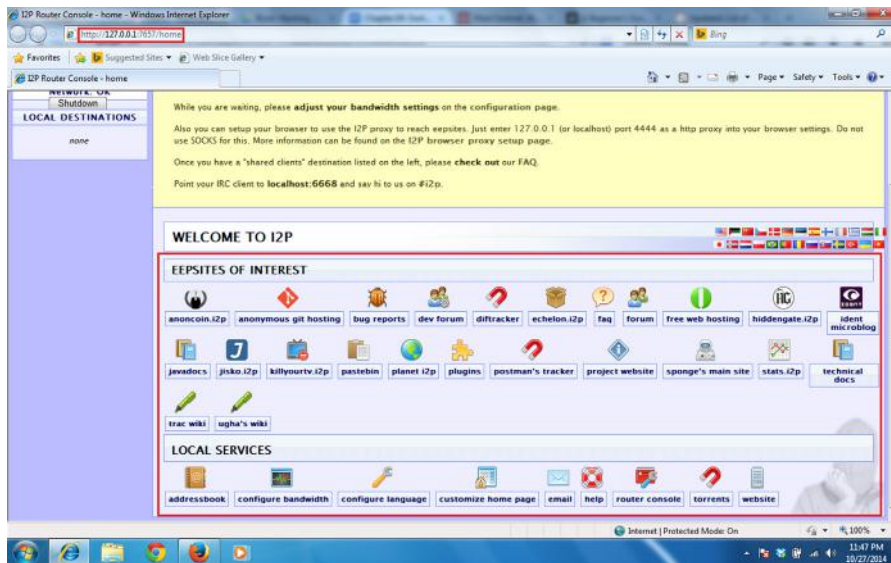 I2P Router Console - home - Windows Internet Explorer
http://127.0.0.1:7657/home
Bing
Favorites Suggested Sites Web Slice Gallery
I2P Router Console - home
Page Safety Tools
Network: OK
Shutdown
LOCAL DESTINATIONS
none
While you are waiting, please adjust your bandwidth settings on the configuration page.
Also you can setup your browser to use the I2P proxy to reach eepsites. Just enter 127.0.0.1 (or localhost) port 4444 as a http proxy into your browser settings. Do not
use SOCKS for this. More information can be found on the I2P browser proxy setup page.
Once you have a "shared clients" destination listed on the left, please check out our FAQ.
Point your IRC client to localhost:6668 and say hi to us on #i2p.
WELCOME TO I2P
EEPSITES OF INTEREST
anoncoin.i2p anonymous git hosting bug reports dev forum diftracker echelon.i2p faq forum free web hosting hiddengate.i2p ident
microblog
javadocs jisko.i2p killyourtv.i2p pastebin planet i2p plugins postman's tracker project website sponge's main site stats.i2p technical
docs
trac wiki ugha's wiki
LOCAL SERVICES
addressbook configure bandwidth configure language customize home page email help router console torrents website
Internet | Protected Mode: On
100%
11:47 PM
10/27/2014